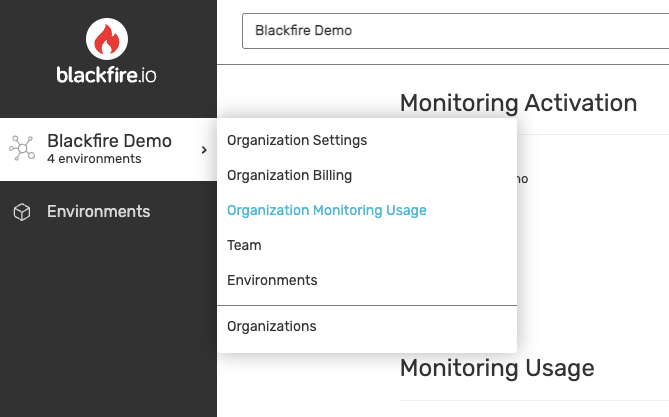 blackfire.io
Blackfire Demo
Monitoring Activation
Blackfire Demo
4 environments
Environments
Organization Settings
Organization Billing
Organization Monitoring Usage
Team
Environments
Organizations
Monitoring Usage